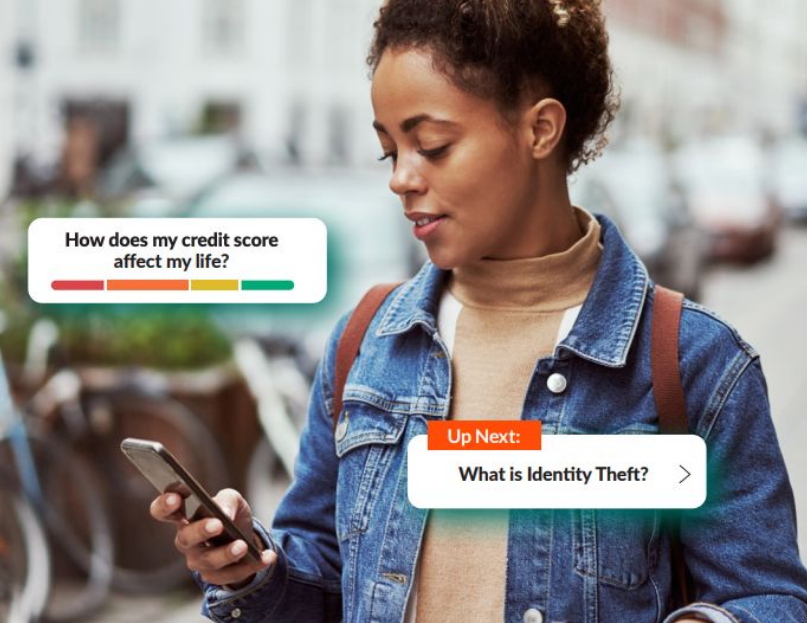 How does my credit score
affect my life?
Up Next:
What is Identity Theft?